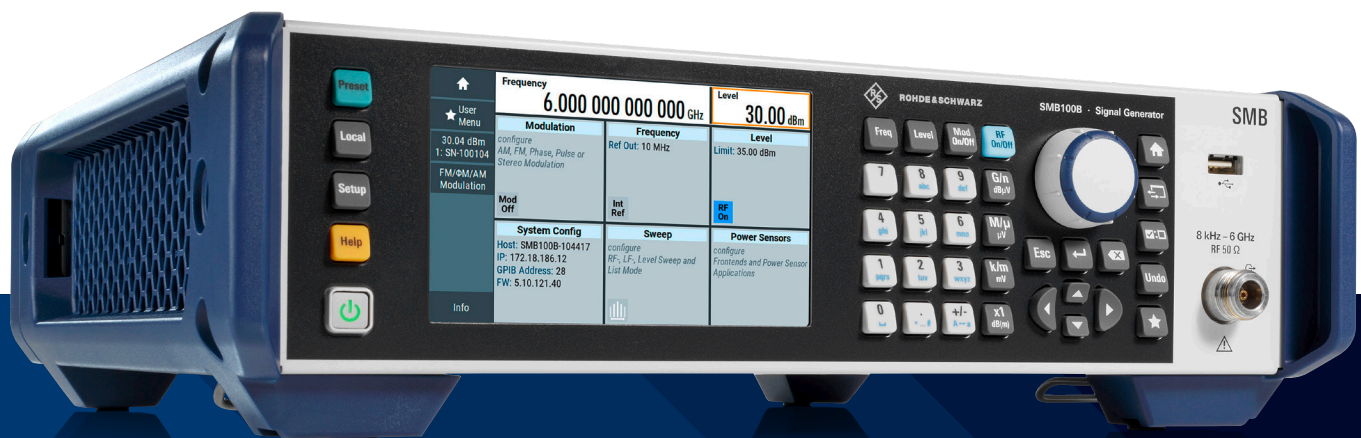 Preset
Local
Setup
Help
User
Menu
30.04 dBm
1: SN-100104
FM/ΦM/AM
Modulation
Info
Frequency
6.000 000 000 000 GHz
Level
30.00 dBm
Modulation
configure
AM, FM, Phase, Pulse or
Stereo Modulation
Mod
Off
Frequency
Ref Out: 10 MHz
Int
Ref
Level
Limit: 35.00 dBm
RF
On
System Config
Host: SMB100B-104417
IP: 172.18.186.12
GPIB Address: 28
FW: 5.10.121.40
Sweep
configure
RF-, LF-, Level Sweep and
List Mode
Power Sensors
configure
Frontends and Power Sensor
Applications
R S
ROHDE&SCHWARZ
SMB100B · Signal Generator
Freq
Level
Mod
On/Off
RF
On/Off
7
8
abc
9
def
G/n
dBµV
4
ghi
5
jkl
6
mno
M/µ
µV
1
pqrs
2
tuv
3
wxyz
k/m
mV
0
.
+/-
x1
dB(m)
Esc
Undo
SMB
8 kHz – 6 GHz
RF 50 Ω